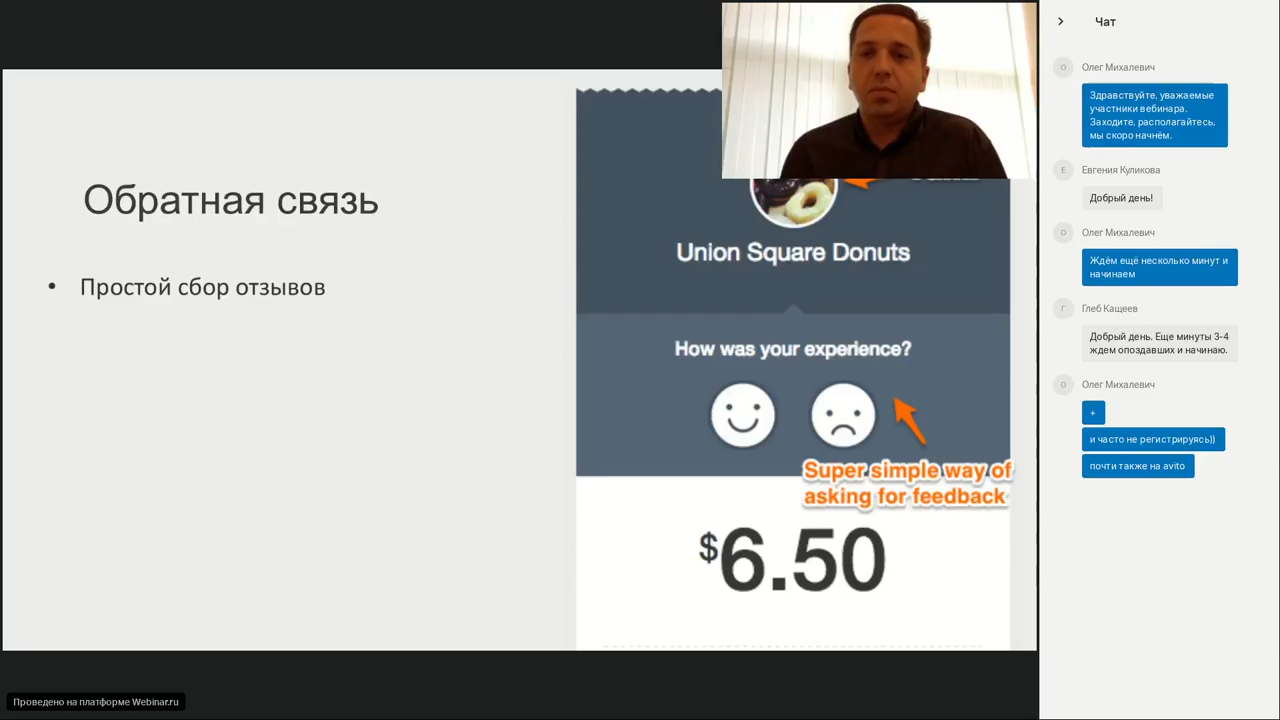 Обратная связь
• Простой сбор отзывов
Union Square Donuts
How was your experience?
Super simple way of
asking for feedback
$6.50
Проведено на платформе Webinar.ru
Чат
О
Олег Михалевич
Здравствуйте, уважаемые
участники вебинара.
Заходите, располагайтесь,
мы скоро начнём.
Е
Евгения Куликова
Добрый день!
О
Олег Михалевич
Ждём ещё несколько минут и
начинаем
Г
Глеб Кащеев
Добрый день. Еще минуты 3-4
ждем опоздавших и начинаю.
О
Олег Михалевич
+
и часто не регистрируясь))
почти также на avito